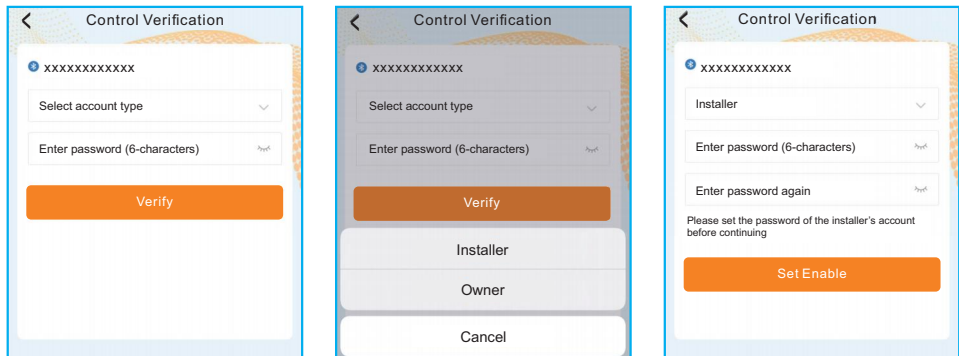 Control Verification
xxxxxxxxxxxx
Select account type
Enter password (6-characters)
Verify
Control Verification
xxxxxxxxxxxx
Select account type
Enter password (6-characters)
Verify
Installer
Owner
Cancel
Control Verification
xxxxxxxxxxxx
Installer
Enter password (6-characters)
Enter password again
Please set the password of the installer's account
before continuing
Set Enable